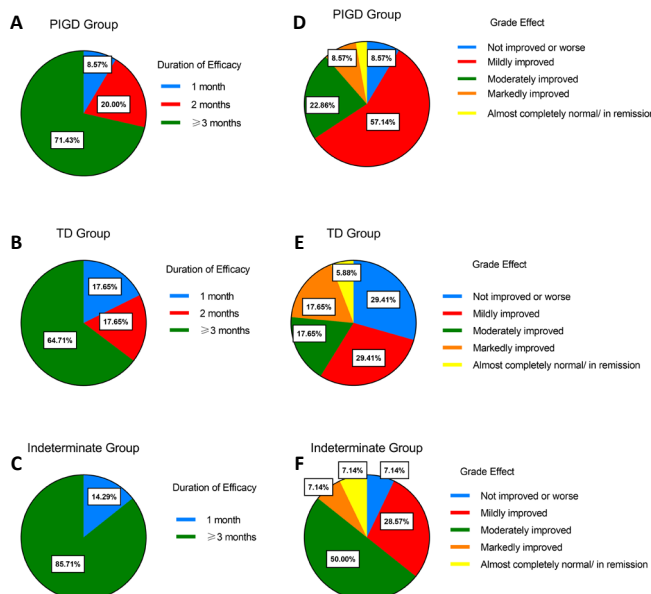 A
PIGD Group
8.57%
20.00%
71.43%
Duration of Efficacy
1 month
2 months
≥3 months
D
PIGD Group
8.57%
8.57%
22.86%
57.14%
Grade Effect
Not improved or worse
Mildly improved
Moderately improved
Markedly improved
Almost completely normal/ in remission
B
TD Group
17.65%
17.65%
64.71%
Duration of Efficacy
1 month
2 months
≥3 months
E
TD Group
5.88%
17.65%
29.41%
17.65%
29.41%
Grade Effect
Not improved or worse
Mildly improved
Moderately improved
Markedly improved
Almost completely normal/ in remission
Indeterminate Group
C
14.29%
85.71%
Duration of Efficacy
1 month
≥3 months
Indeterminate Group
F
7.14%
7.14%
7.14%
28.57%
50.00%
Grade Effect
Not improved or worse
Mildly improved
Moderately improved
Markedly improved
Almost completely normal/ in remission